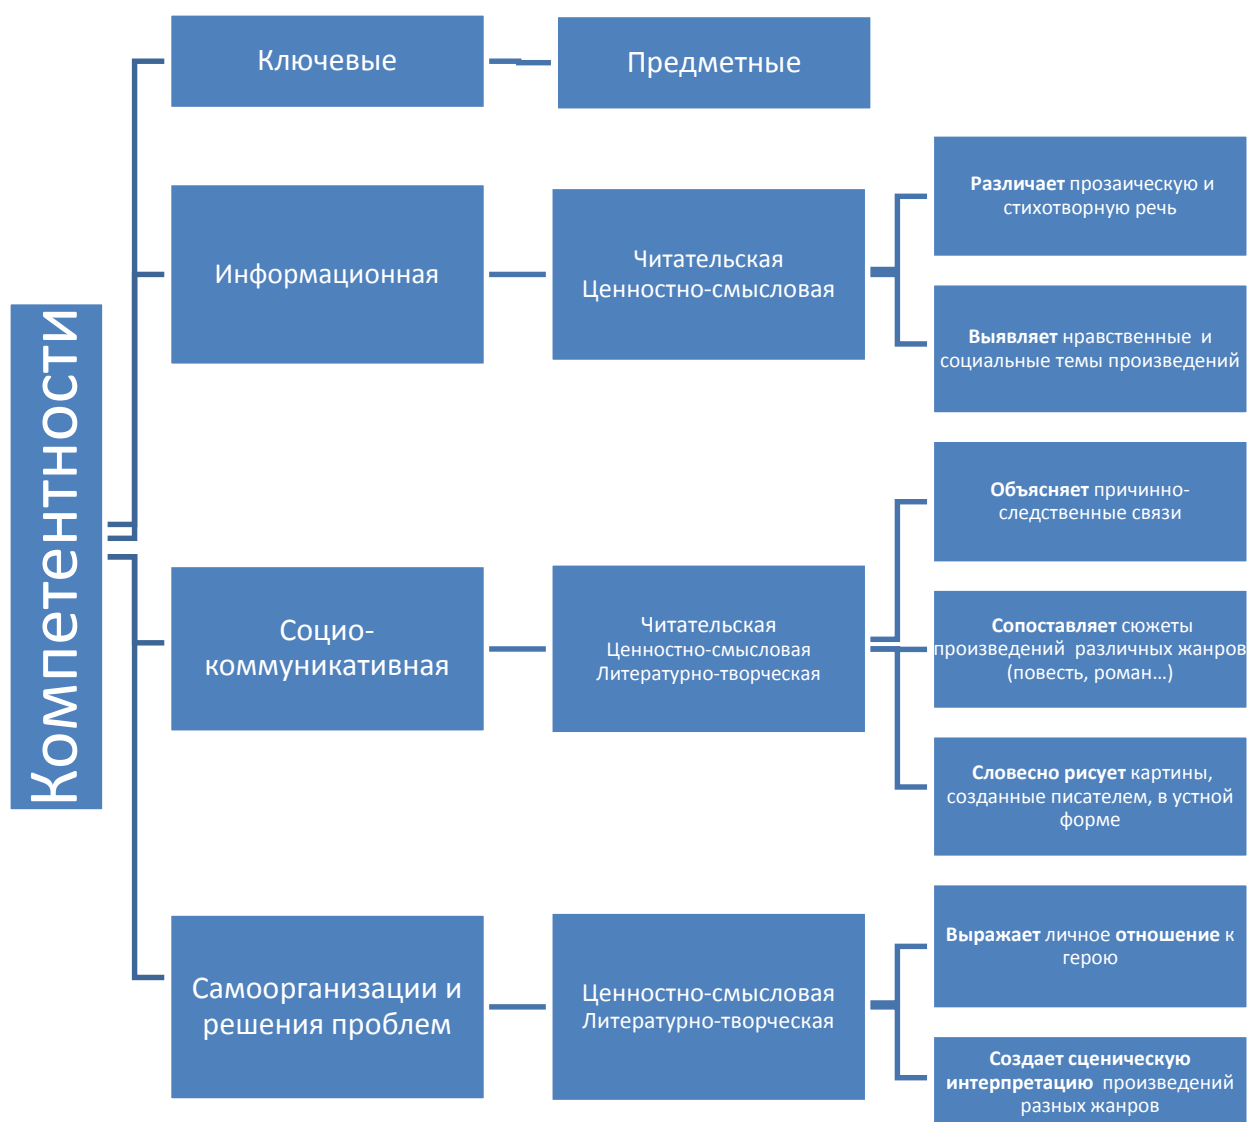 Компетентности
Ключевые
Предметные
Информационная
Читательская
Ценностно-смысловая
Различает прозаическую и
стихотворную речь
Выявляет нравственные и
социальные темы произведений
Социо-
коммуникативная
Читательская
Ценностно-смысловая
Литературно-творческая
Объясняет причинно-
следственные связи
Сопоставляет сюжеты
произведений различных жанров
(повесть, роман...)
Словесно рисует картины,
созданные писателем, в устной
форме
Самоорганизации и
решения проблем
Ценностно-смысловая
Литературно-творческая
Выражает личное отношение к
герою
Создает сценическую
интерпретацию произведений
разных жанров